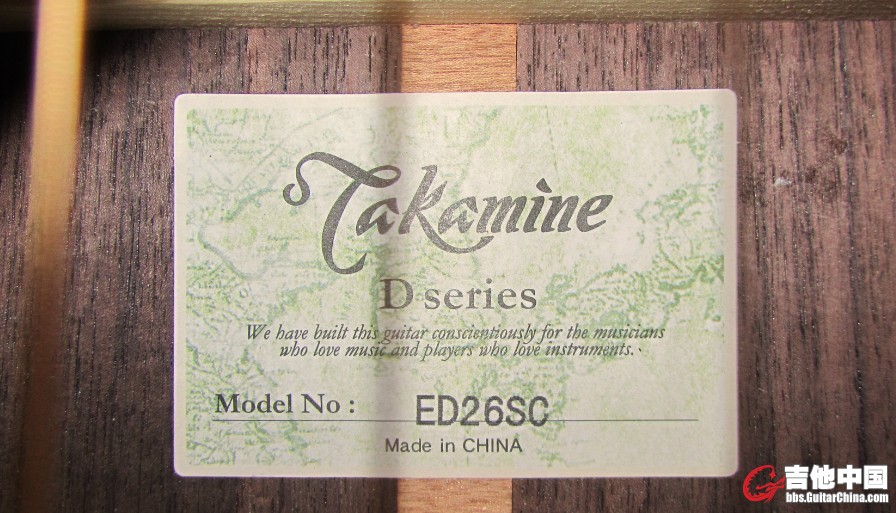 Takamine
D series
We have built this guitar conscientiously for the musicians
who love music and players who love instruments.
Model No : ED26SC
Made in CHINA
吉他中国
bbs.GuitarChina.com